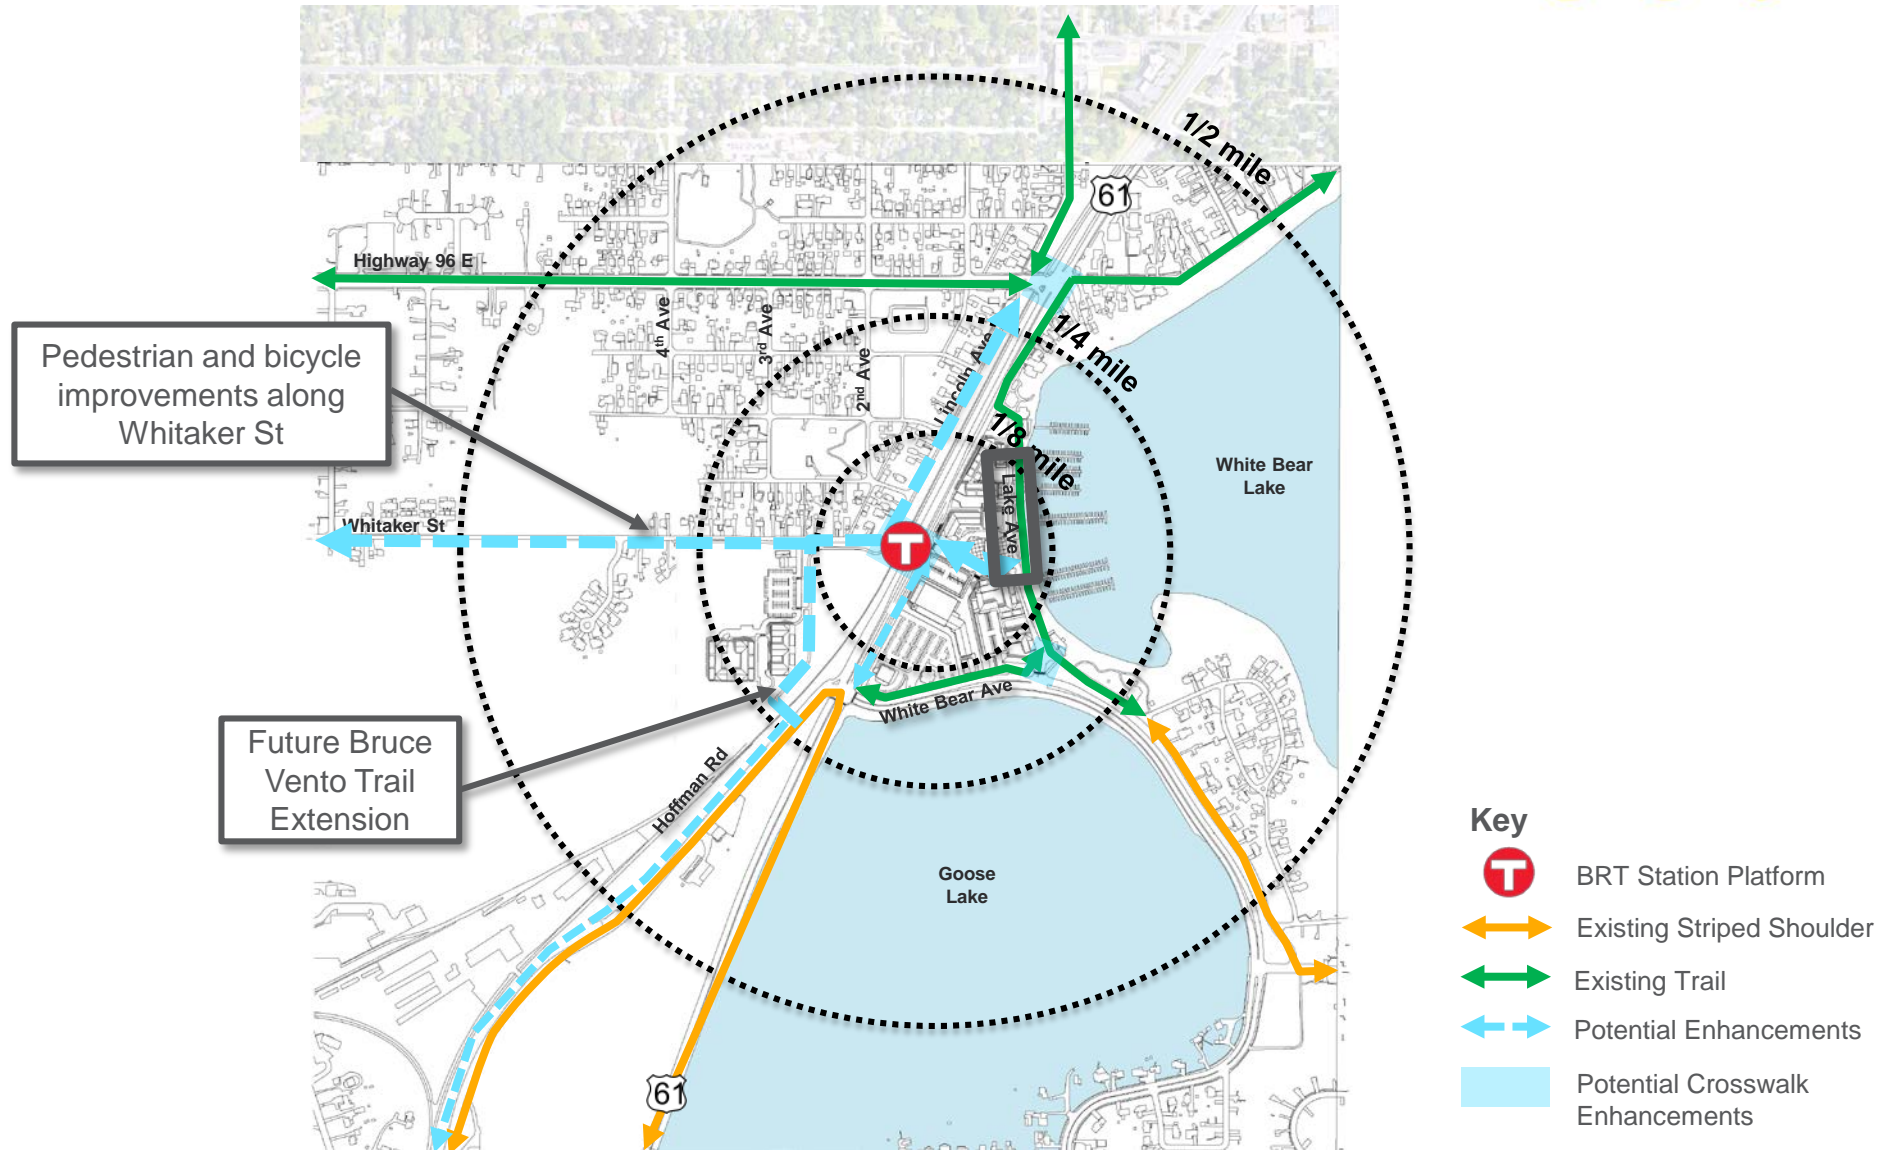 1/2 mile
61
Highway 96 E
4th Ave
3rd Ave
2nd Ave
Lincoln Ave
1/4 mile
1/8 mile
Pedestrian and bicycle
improvements along
Whitaker St
White Bear
Lake
Lake Ave
Whitaker St
T
White Bear Ave
Future Bruce
Vento Trail
Extension
Hoffman Rd
Goose
Lake
61
Key
T
BRT Station Platform
Existing Striped Shoulder
Existing Trail
Potential Enhancements
Potential Crosswalk
Enhancements